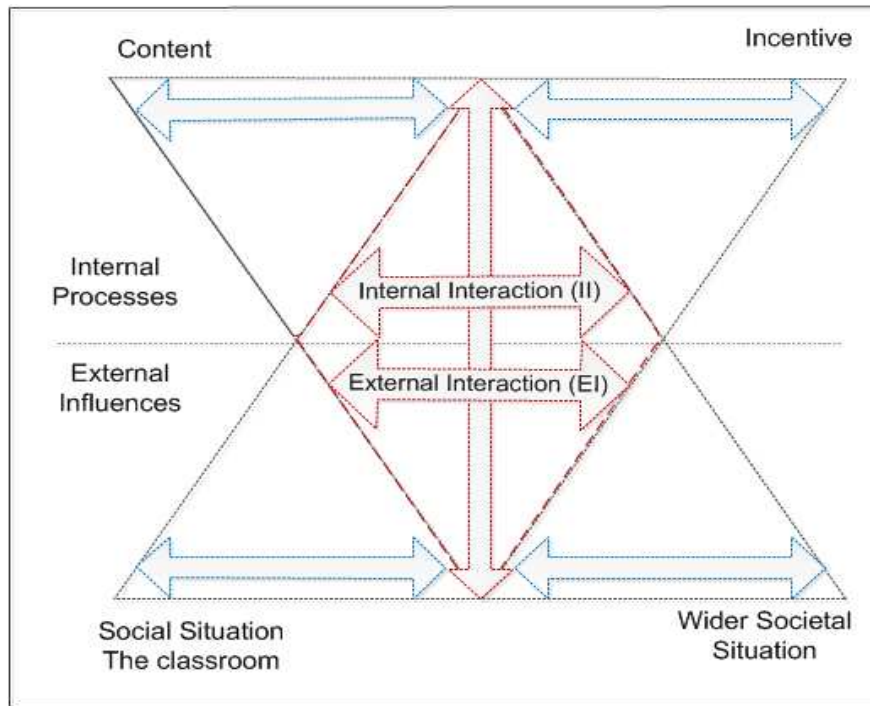 Content
Incentive
Internal
Processes
Internal Interaction (II)
External
Influences
External Interaction (EI)
Social Situation
The classroom
Wider Societal
Situation